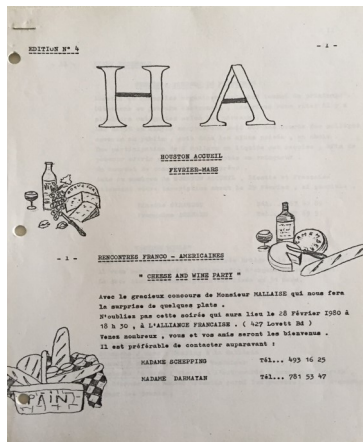 EDITION N° 4
- 1 -
H A
HOUSTON ACCUEIL
FEVRIER-MARS
- 1 - RENCONTRES FRANCO - AMERICAINES
" CHEESE AND WINE PARTY "
Avec le gracieux concours de Monsieur MALLAISE qui nous fera
la surprise de quelques plats .
N'oubliez pas cette soirée qui aura lieu le 28 Février 1980 à
18 h 30 , à L'ALLIANCE FRANCAISE . ( 427 Lovett Bd )
Venez nombreux , vous et vos amis seront les bienvenus .
Il est préférable de contacter auparavant :
MADAME SCHEPPING Tél... 493 16 25
MADAME DARMAYAN Tél... 781 53 47
PAIN